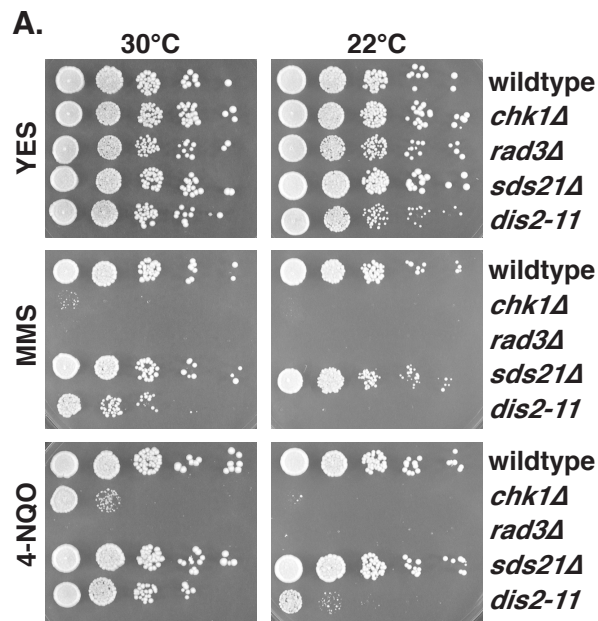 A.
30°C 22°C
YES
wildtype
chk1Δ
rad3Δ
sds21Δ
dis2-11
MMS
wildtype
chk1Δ
rad3Δ
sds21Δ
dis2-11
4-NQO
wildtype
chk1Δ
rad3Δ
sds21Δ
dis2-11